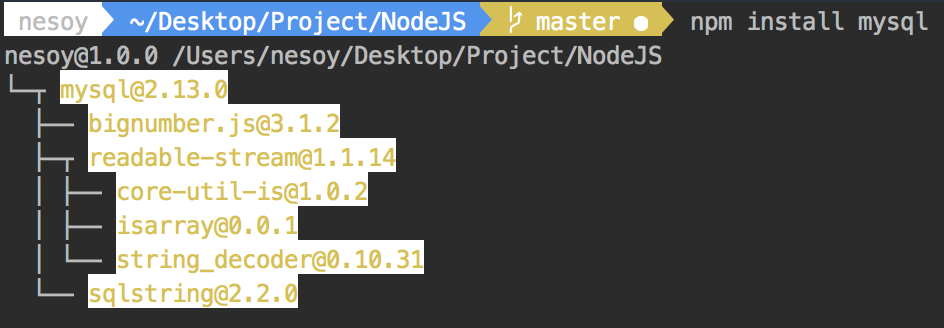 nesoy ~/Desktop/Project/NodeJS master ● npm install mysql
nesoy@1.0.0 /Users/nesoy/Desktop/Project/NodeJS
└─┬ mysql@2.13.0
  ├── bignumber.js@3.1.2
  ├─┬ readable-stream@1.1.14
  │ ├── core-util-is@1.0.2
  │ ├── isarray@0.0.1
  │ └── string_decoder@0.10.31
  └── sqlstring@2.2.0